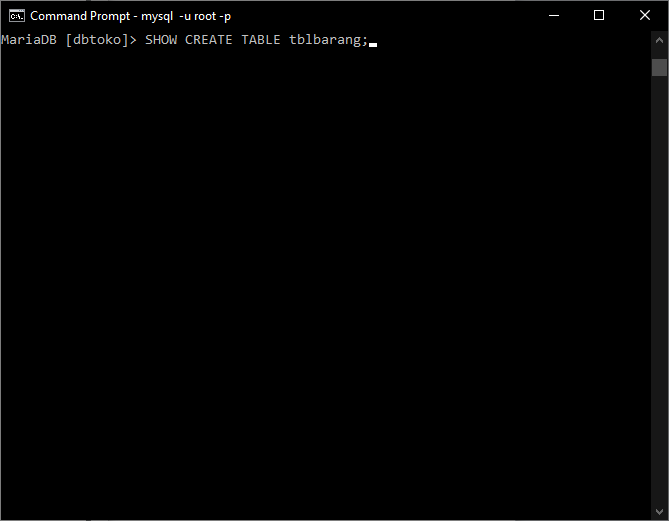 Command Prompt - mysql  -u root -p
MariaDB [dbtoko]> SHOW CREATE TABLE tblbarang;